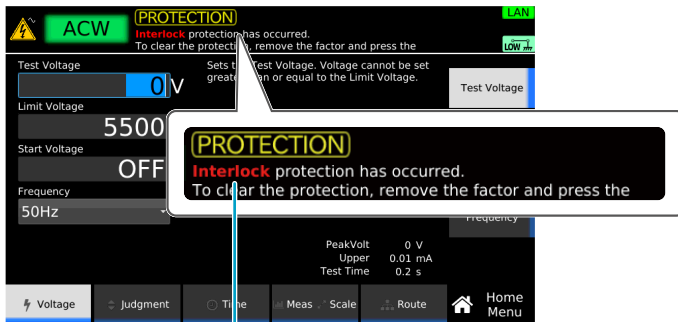 ACW
PROTECTION
Interlock protection has occurred.
To clear the protection, remove the factor and press the
LAN
LOW
Test Voltage
0 V
Sets the Test Voltage. Voltage cannot be set
greater than or equal to the Limit Voltage.
Test Voltage
Limit Voltage
5500
Start Voltage
OFF
Frequency
50Hz
PROTECTION
Interlock protection has occurred.
To clear the protection, remove the factor and press the
Frequency
PeakVolt 0 V
Upper 0.01 mA
Test Time 0.2 s
Voltage
Judgment
Time
Meas . Scale
Route
Home
Menu